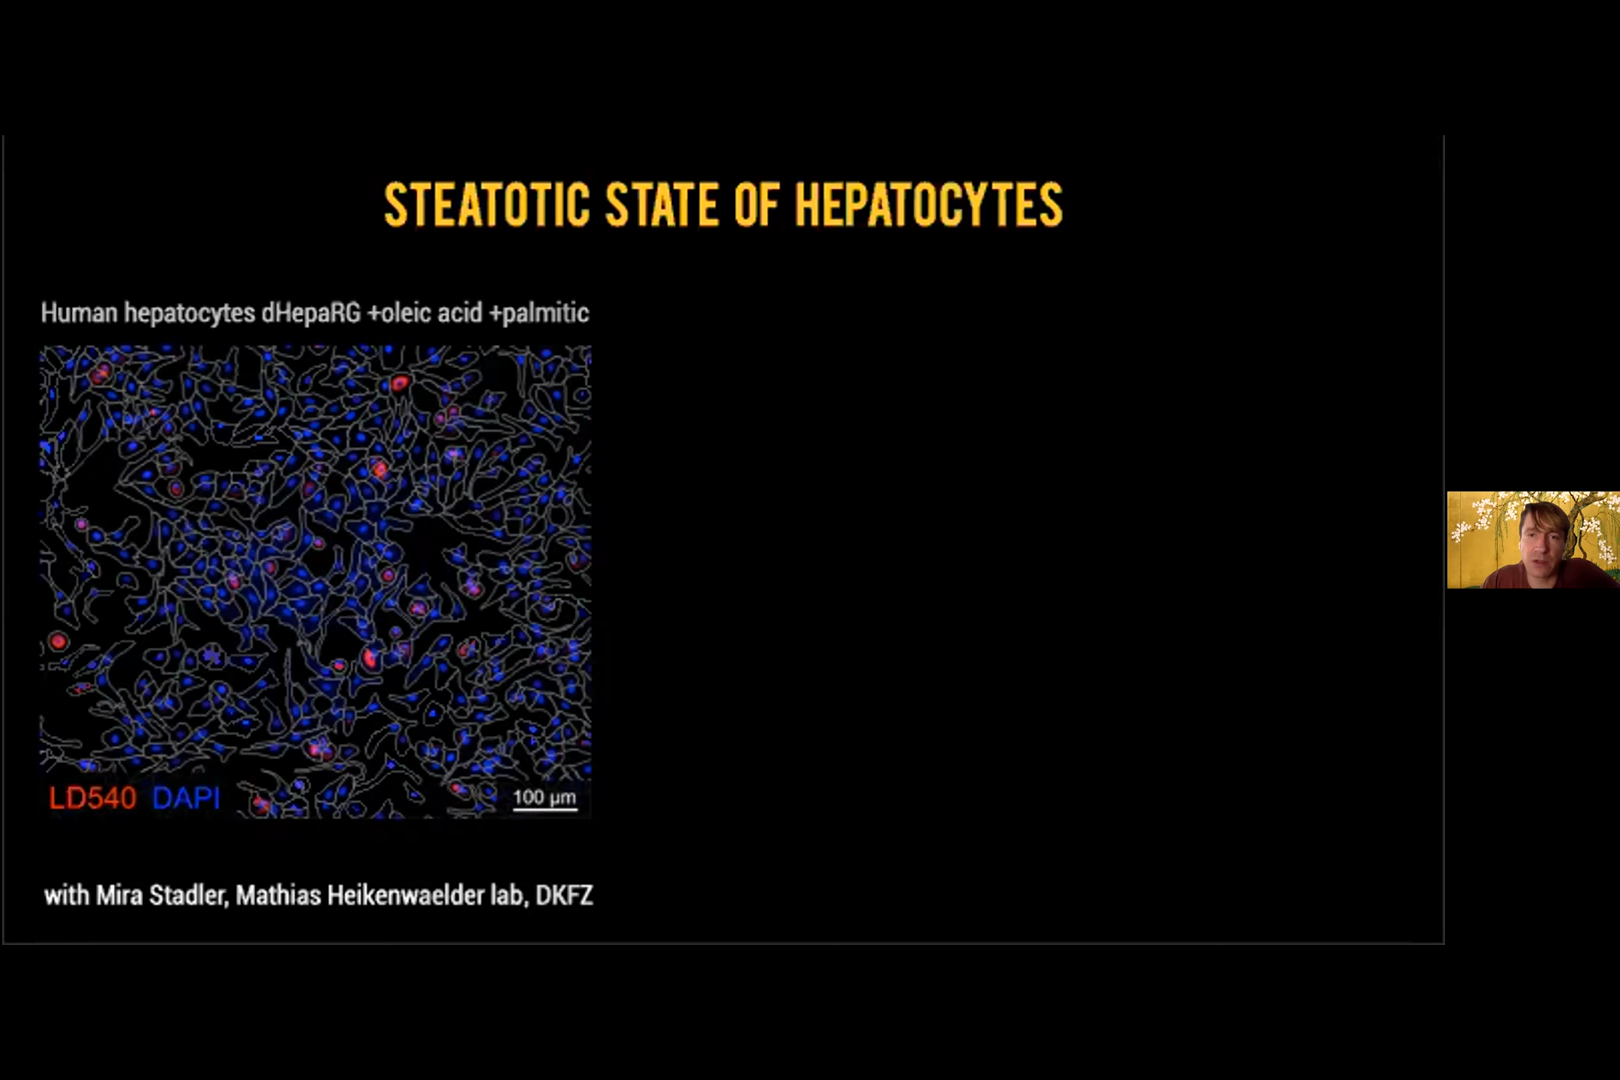 STEATOTIC STATE OF HEPATOCYTES
Human hepatocytes dHepaRG +oleic acid +palmitic
LD540 DAPI
100 µm
with Mira Stadler, Mathias Heikenwaelder lab, DKFZ